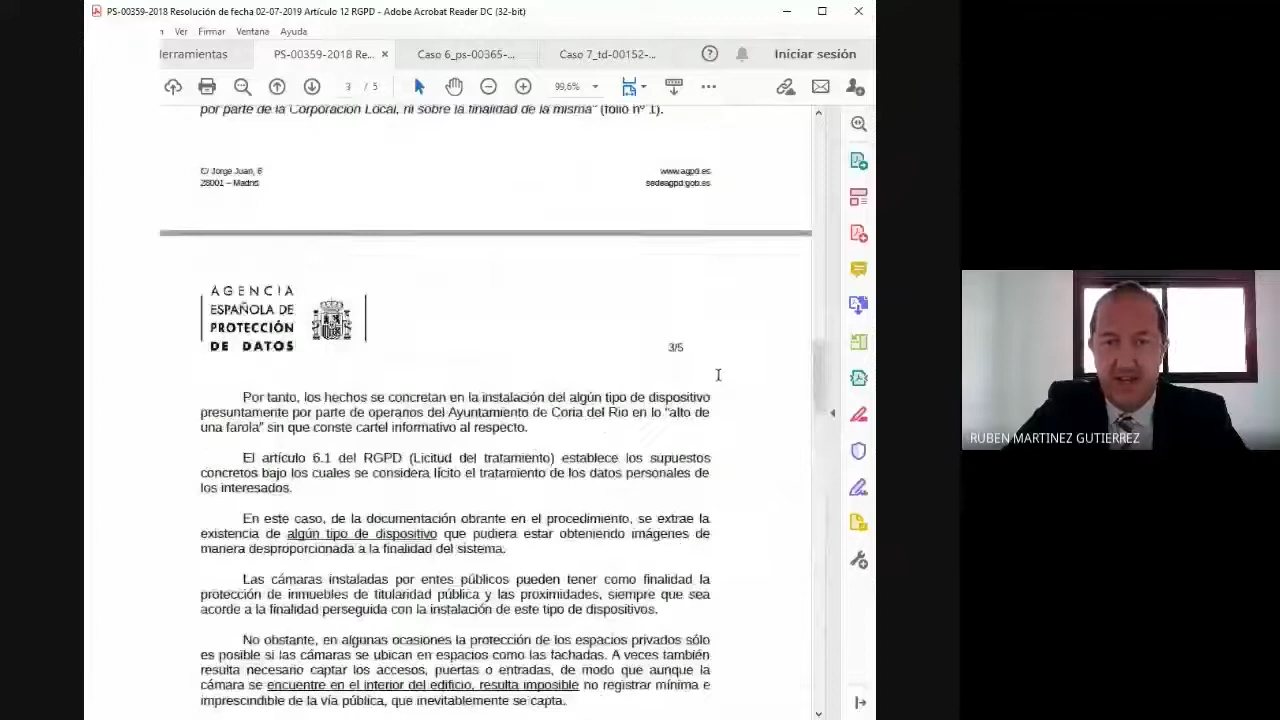 PS-00359-2018 Resolución de fecha 02-07-2019 Artículo 12 RGPD - Adobe Acrobat Reader DC (32-bit)
Ver Firmar Ventana Ayuda
erramientas PS-00359-2018 Re... × Caso 6_ps-00365-... Caso 7_td-00152-... Iniciar sesión
3 / 5 99,6%
por parte de la Corporación Local, ni sobre la finalidad de la misma" (folio nº 1).
C/ Jorge Juan, 6 www.agpd.es
28001 – Madrid sedeagpd.gob.es
AGENCIA
ESPAÑOLA DE
PROTECCIÓN
DE DATOS
3/5
Por tanto, los hechos se concretan en la instalación del algún tipo de dispositivo
presuntamente por parte de operarios del Ayuntamiento de Coria del Rio en lo "alto de
una farola" sin que conste cartel informativo al respecto.
El artículo 6.1 del RGPD (Licitud del tratamiento) establece los supuestos
concretos bajo los cuales se considera lícito el tratamiento de los datos personales de
los interesados.
En este caso, de la documentación obrante en el procedimiento, se extrae la
existencia de algún tipo de dispositivo que pudiera estar obteniendo imágenes de
manera desproporcionada a la finalidad del sistema.
Las cámaras instaladas por entes públicos pueden tener como finalidad la
protección de inmuebles de titularidad pública y las proximidades, siempre que sea
acorde a la finalidad perseguida con la instalación de este tipo de dispositivos.
No obstante, en algunas ocasiones la protección de los espacios privados sólo
es posible si las cámaras se ubican en espacios como las fachadas. A veces también
resulta necesario captar los accesos, puertas o entradas, de modo que aunque la
cámara se encuentre en el interior del edificio, resulta imposible no registrar mínima e
imprescindible de la vía pública, que inevitablemente se capta.
RUBEN MARTINEZ GUTIERREZ